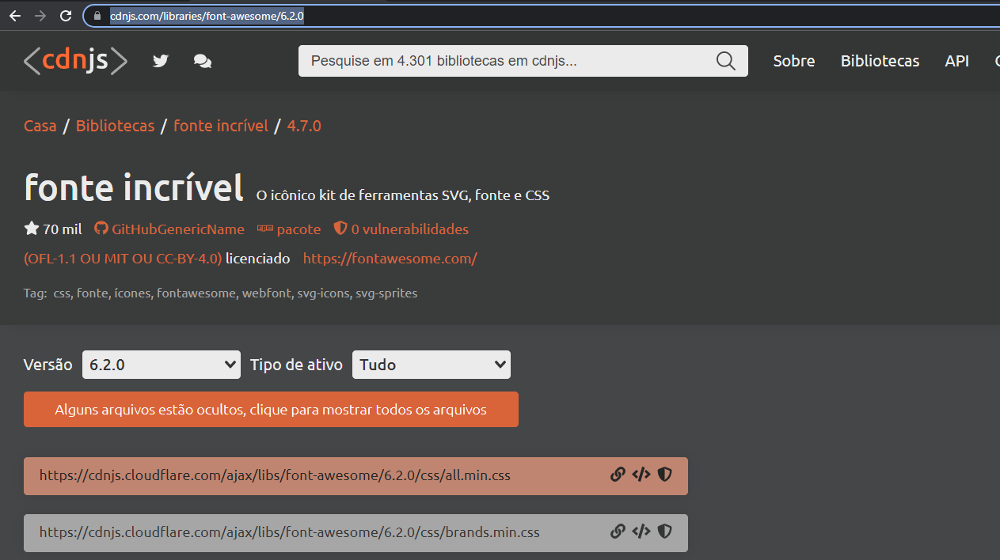 cdnjs.com/libraries/font-awesome/6.2.0
<cdnjs> Pesquise em 4.301 bibliotecas em cdnjs... Sobre Bibliotecas API
Casa / Bibliotecas / fonte incrível / 4.7.0
fonte incrível O icônico kit de ferramentas SVG, fonte e CSS
70 mil GitHubGenericName npm pacote 0 vulnerabilidades
(OFL-1.1 OU MIT OU CC-BY-4.0) licenciado https://fontawesome.com/
Tag: css, fonte, ícones, fontawesome, webfont, svg-icons, svg-sprites
Versão 6.2.0 Tipo de ativo Tudo
Alguns arquivos estão ocultos, clique para mostrar todos os arquivos
https://cdnjs.cloudflare.com/ajax/libs/font-awesome/6.2.0/css/all.min.css </>
https://cdnjs.cloudflare.com/ajax/libs/font-awesome/6.2.0/css/brands.min.css </>